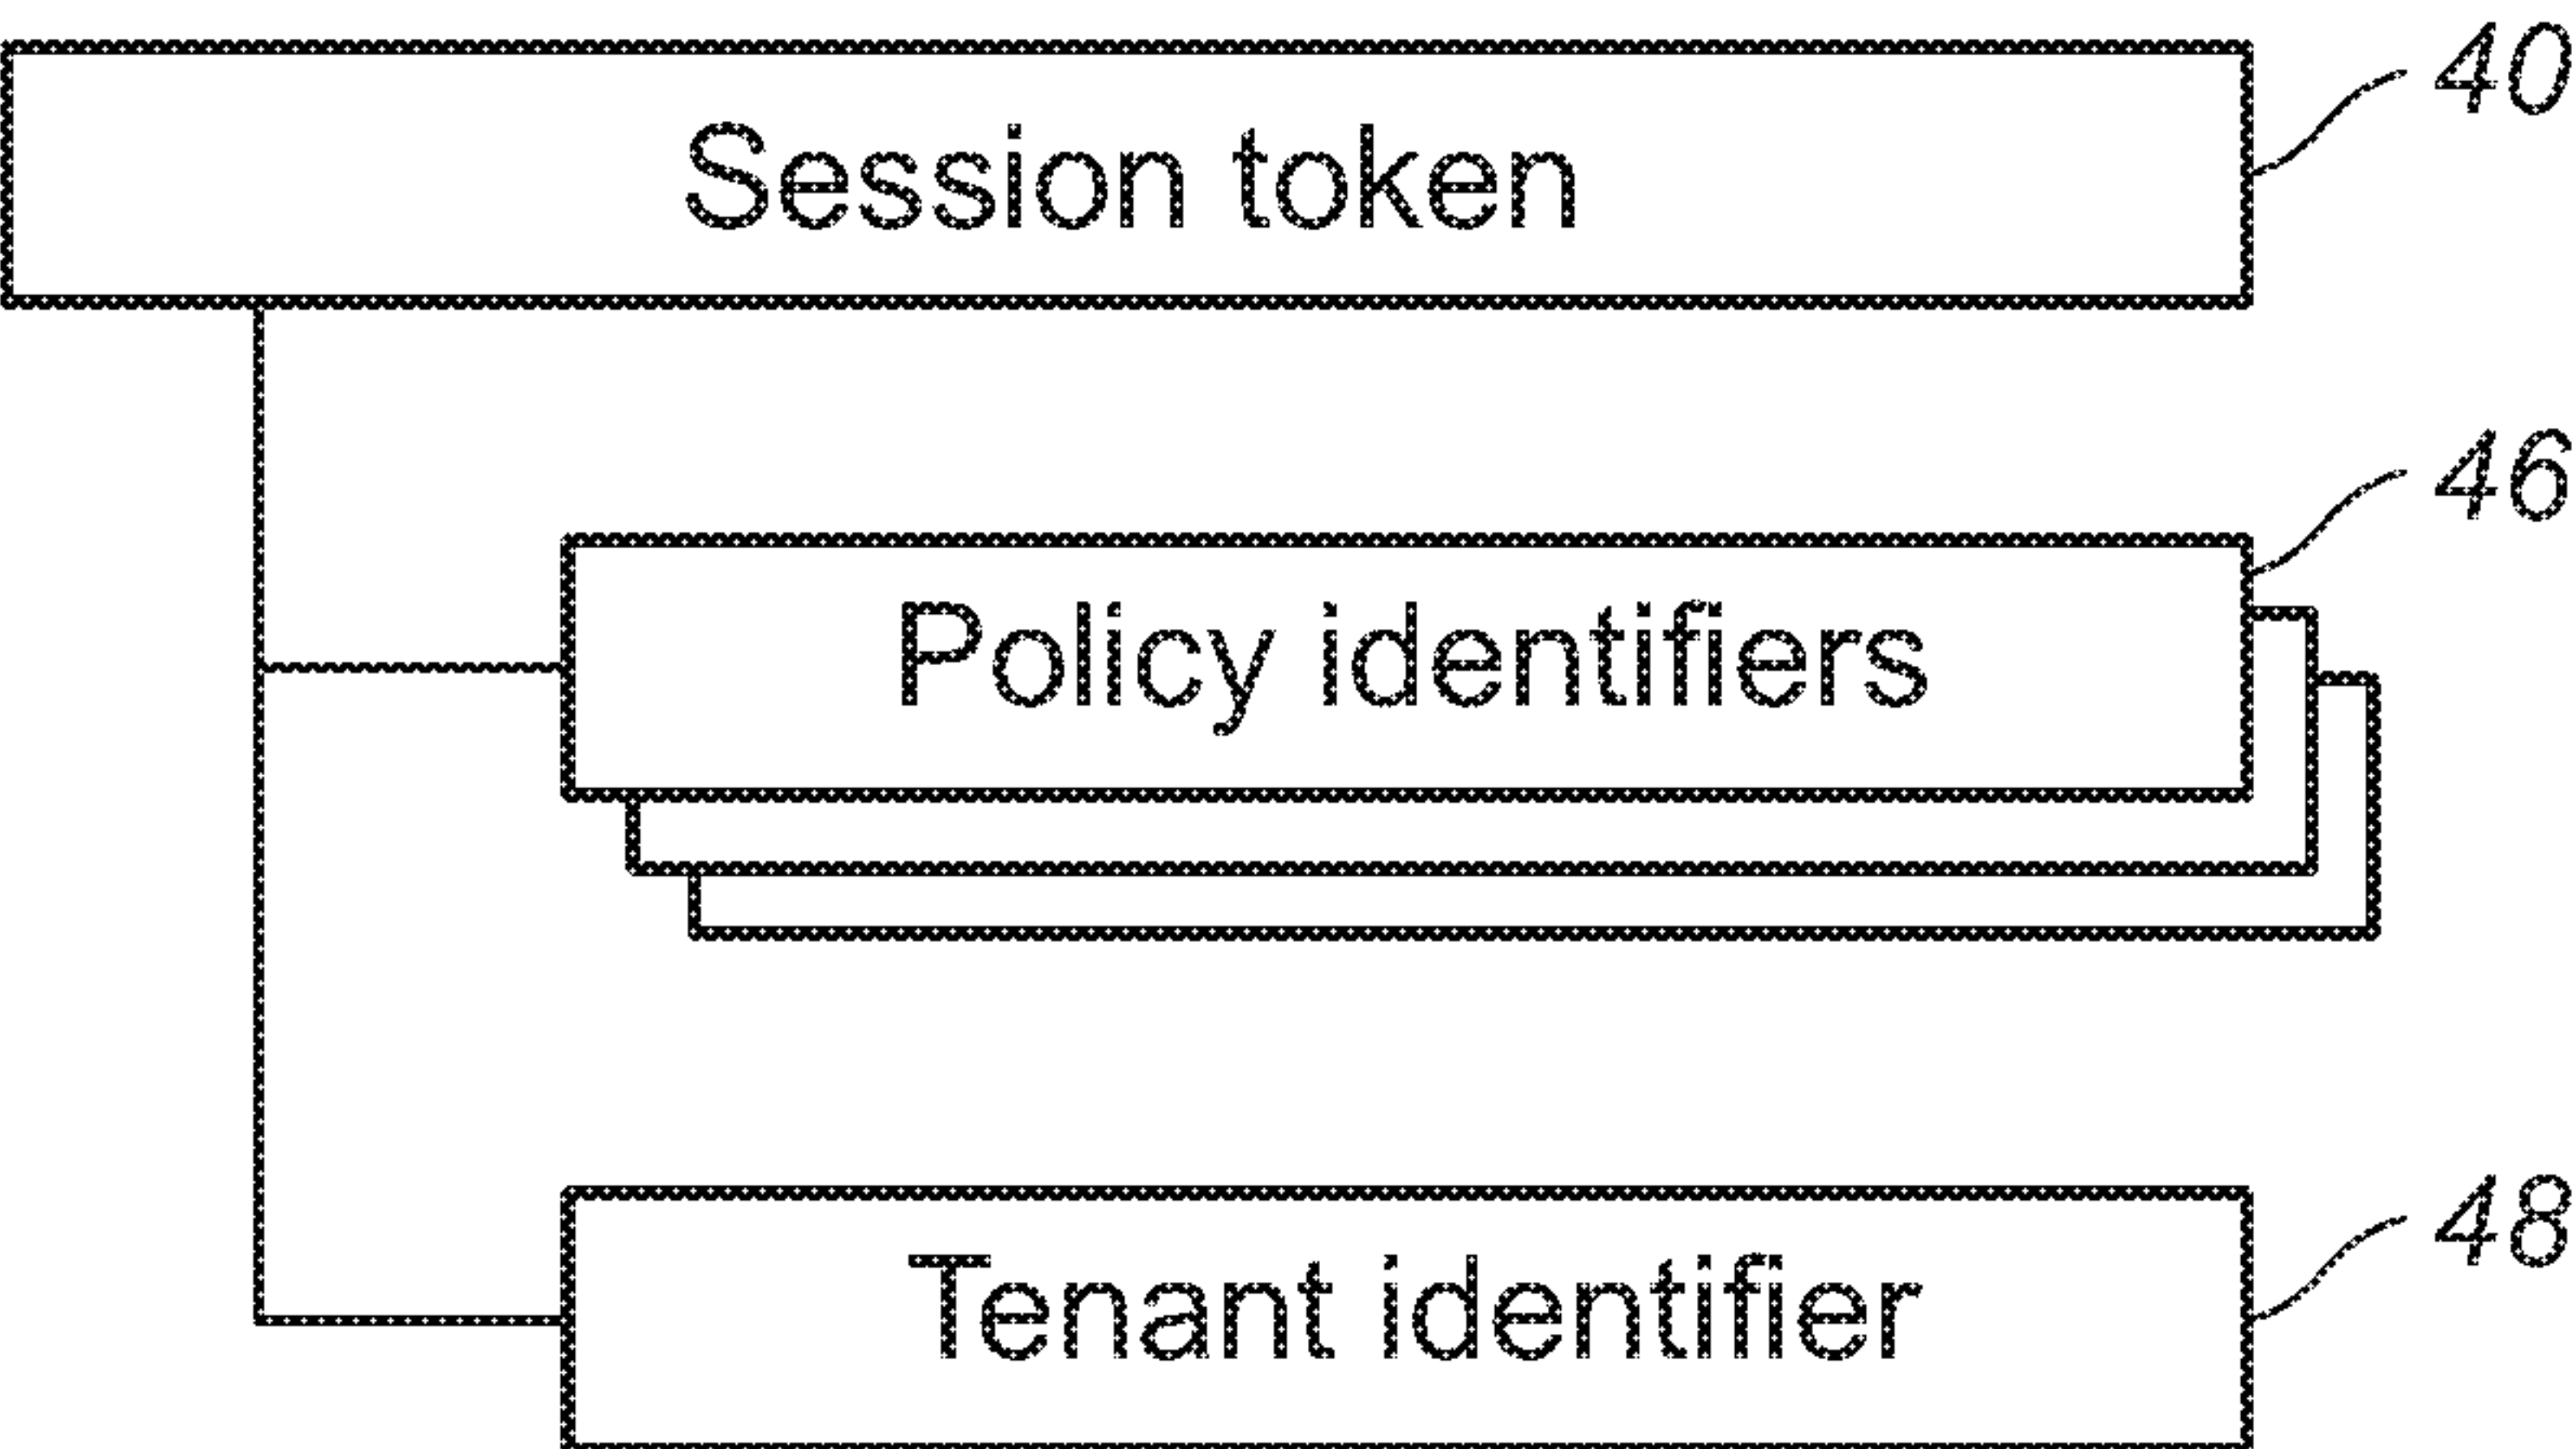 40
Session token
46
Policy identifiers
48
Tenant identifier